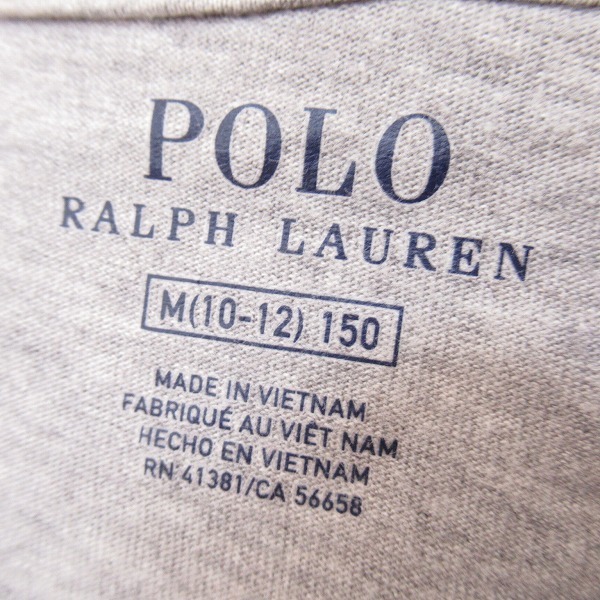 POLO
RALPH LAUREN
M(10-12) 150
MADE IN VIETNAM
FABRIQUÉ AU VIÊT NAM
HECHO EN VIETNAM
RN 41381/CA 56658